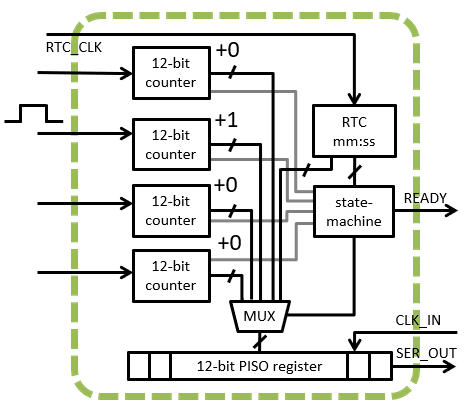 RTC_CLK
12-bit
counter
+0
12-bit
counter
+1
RTC
mm:ss
12-bit
counter
+0
state-
machine
READY
12-bit
counter
+0
MUX
CLK_IN
12-bit PISO register
SER_OUT